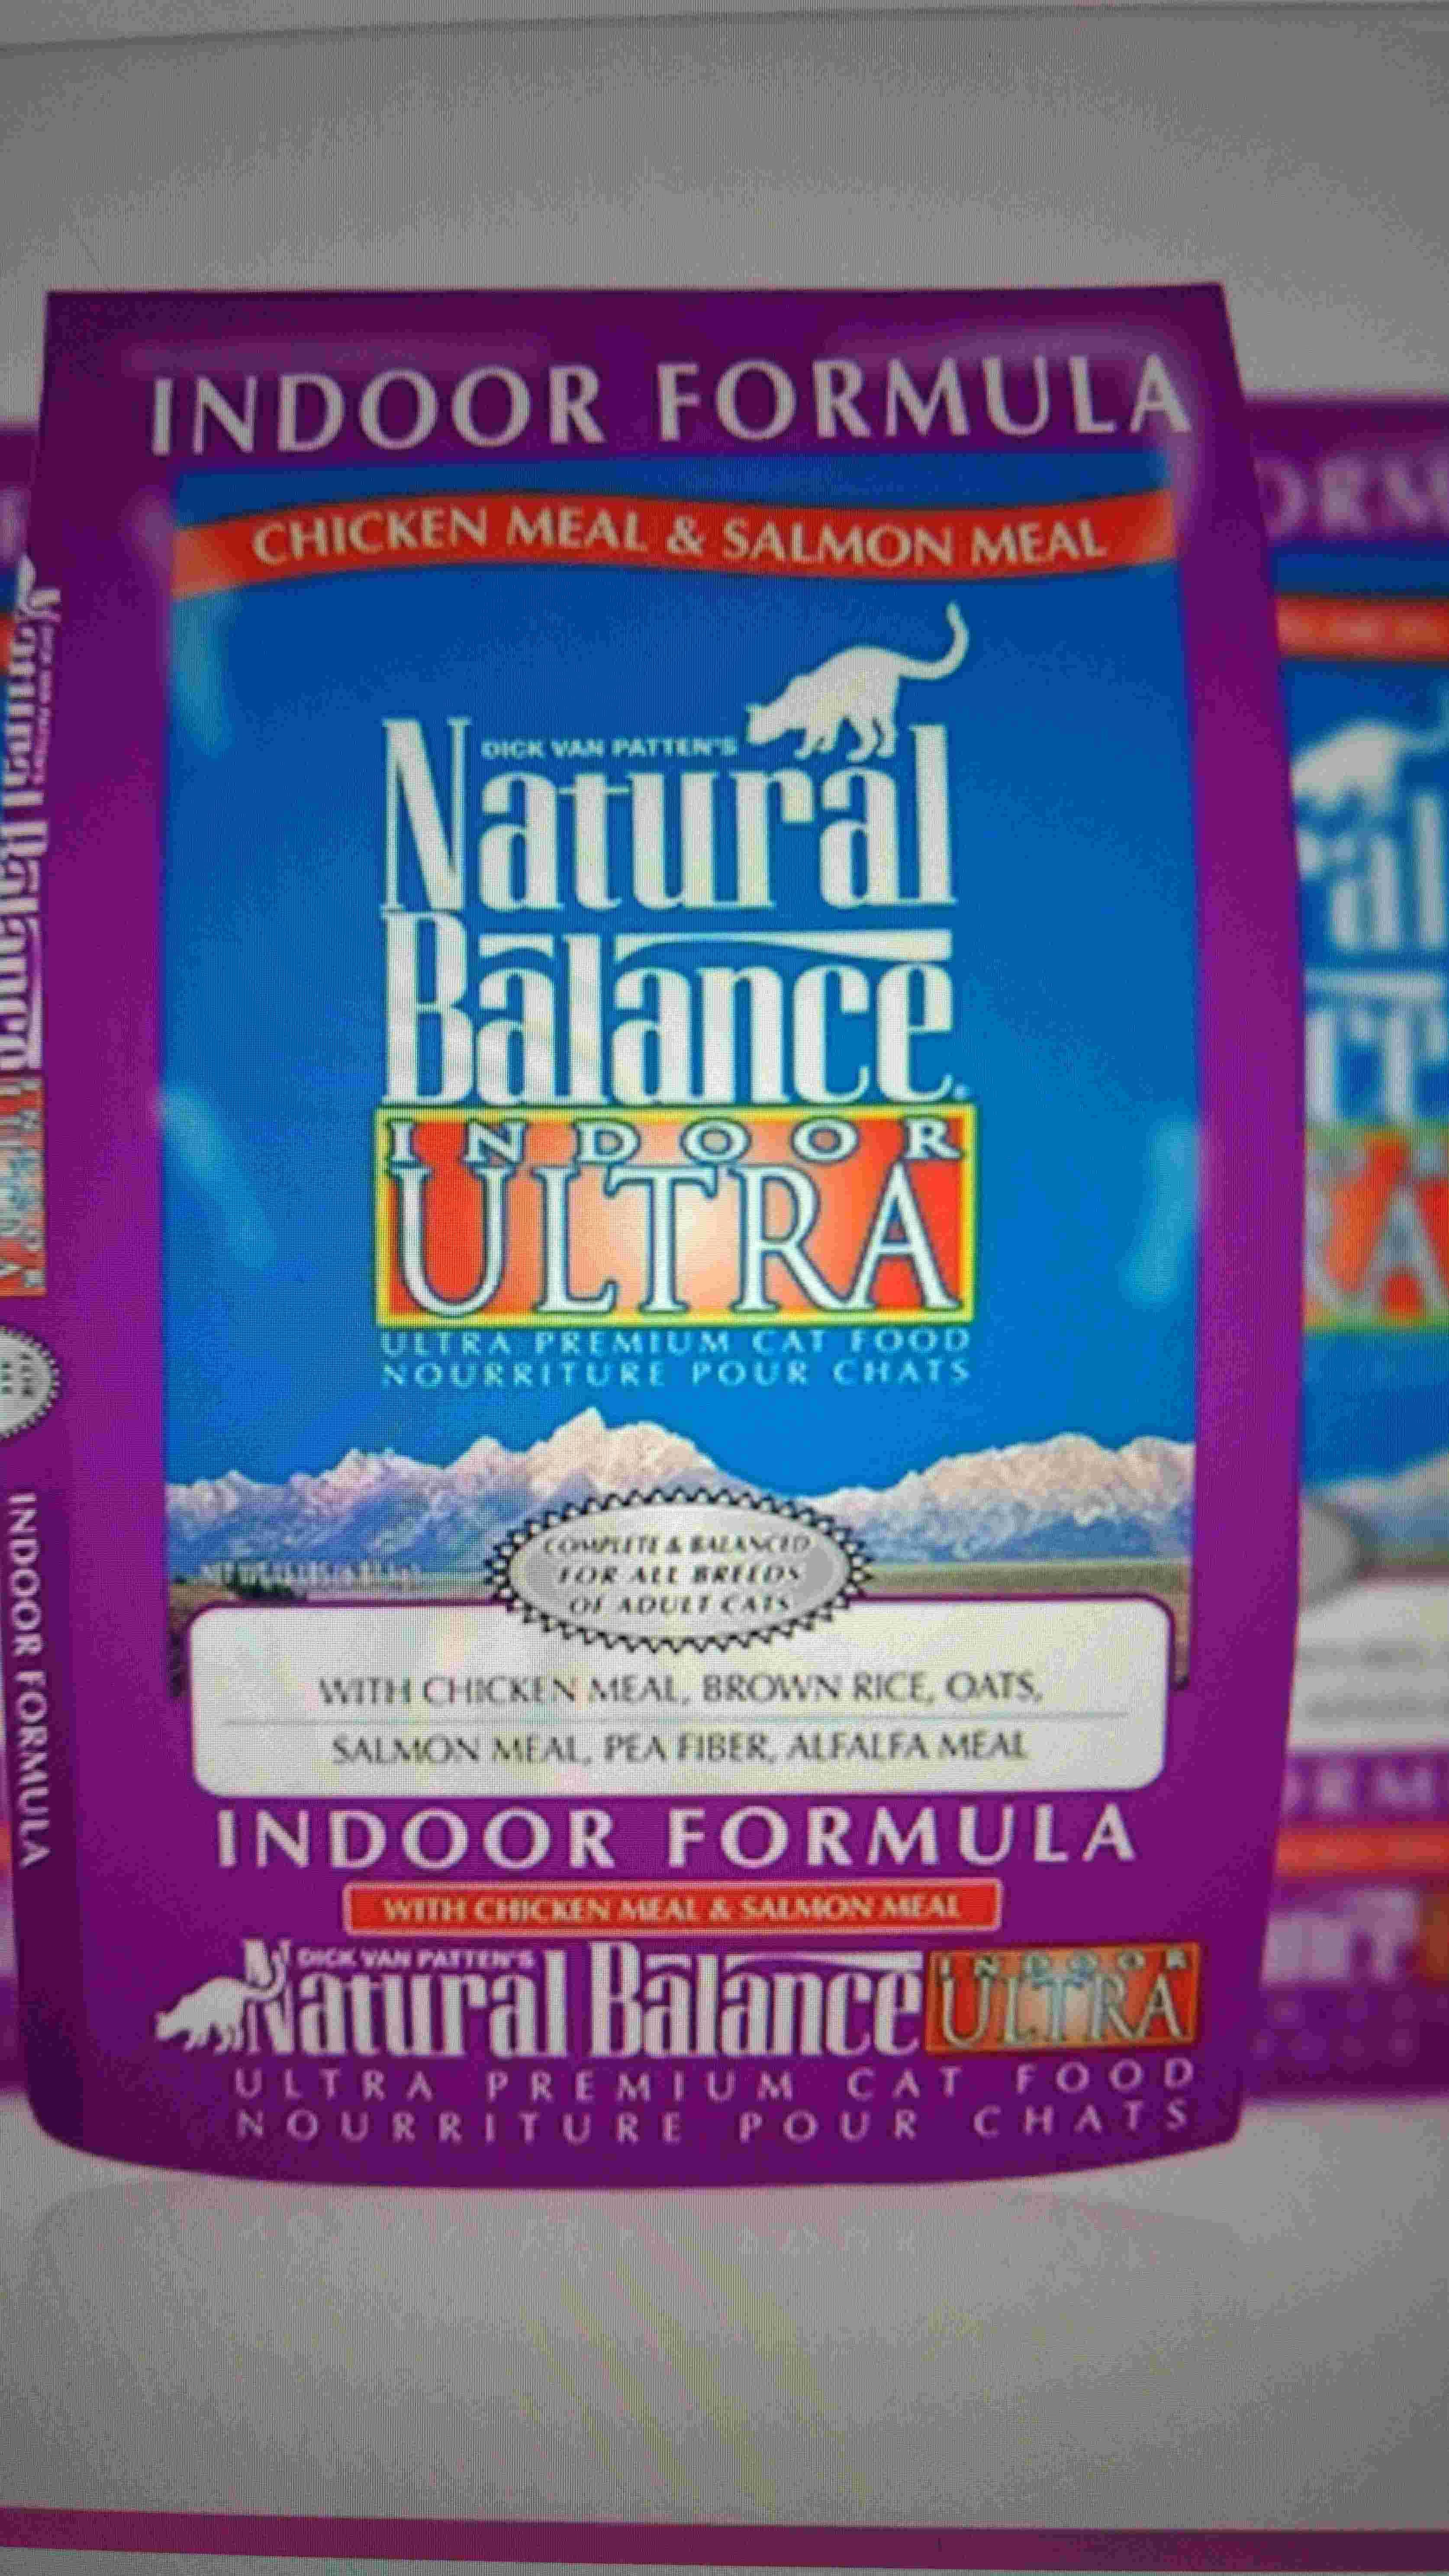 INDOOR FORMULA
CHICKEN MEAL & SALMON MEAL
DICK VAN PATTEN'S
Natural
Balance
INDOOR
ULTRA
ULTRA PREMIUM CAT FOOD
NOURRITURE POUR CHATS
COMPLETE & BALANCED
FOR ALL BREEDS
OF ADULT CATS
WITH CHICKEN MEAL, BROWN RICE, OATS,
SALMON MEAL, PEA FIBER, ALFALFA MEAL
INDOOR FORMULA
WITH CHICKEN MEAL & SALMON MEAL
DICK VAN PATTEN'S
Natural Balance INDOOR ULTRA
ULTRA PREMIUM CAT FOOD
NOURRITURE POUR CHATS
Natural Balance
INDOOR FORMULA